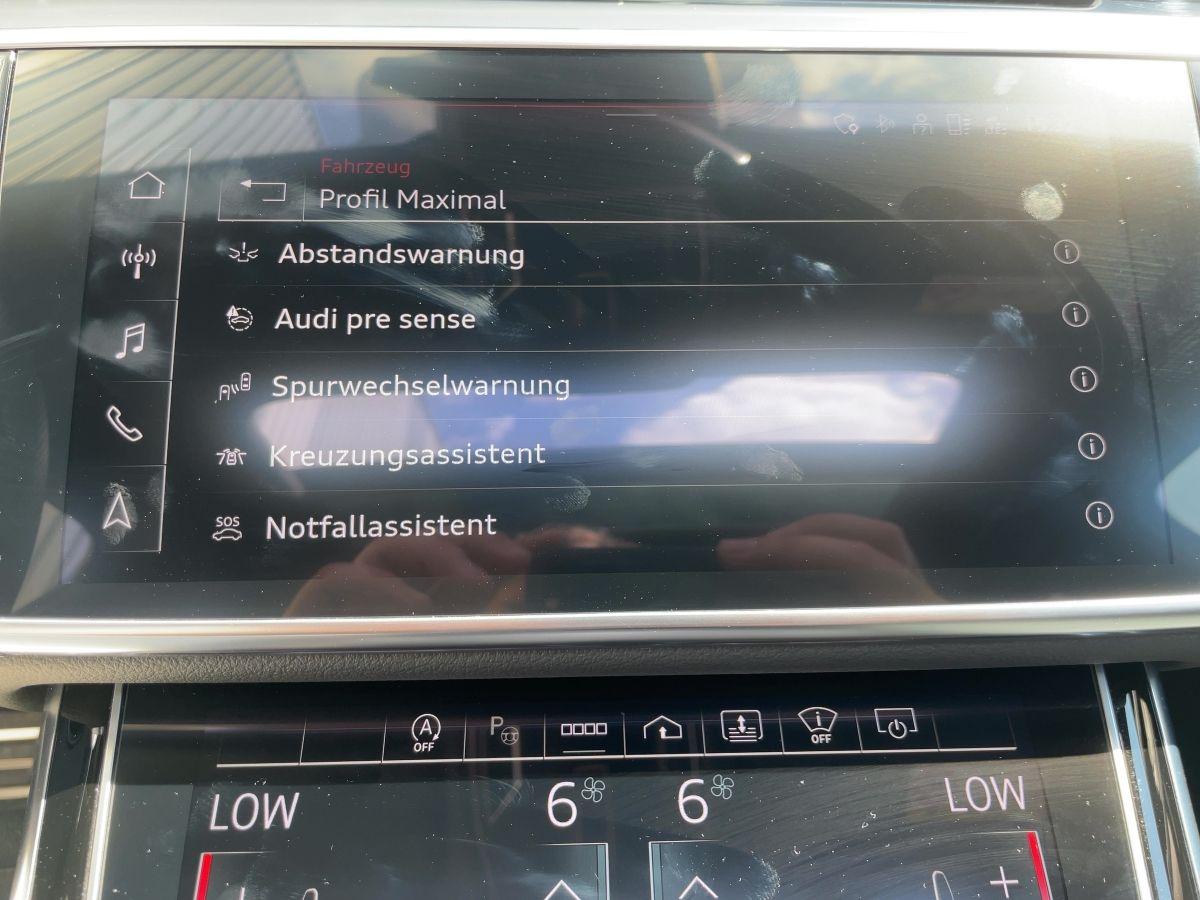 Fahrzeug
Profil Maximal
Abstandswarnung
Audi pre sense
Spurwechselwarnung
Kreuzungsassistent
SOS
Notfallassistent
A
OFF
P
OFF
LOW
6
6
LOW